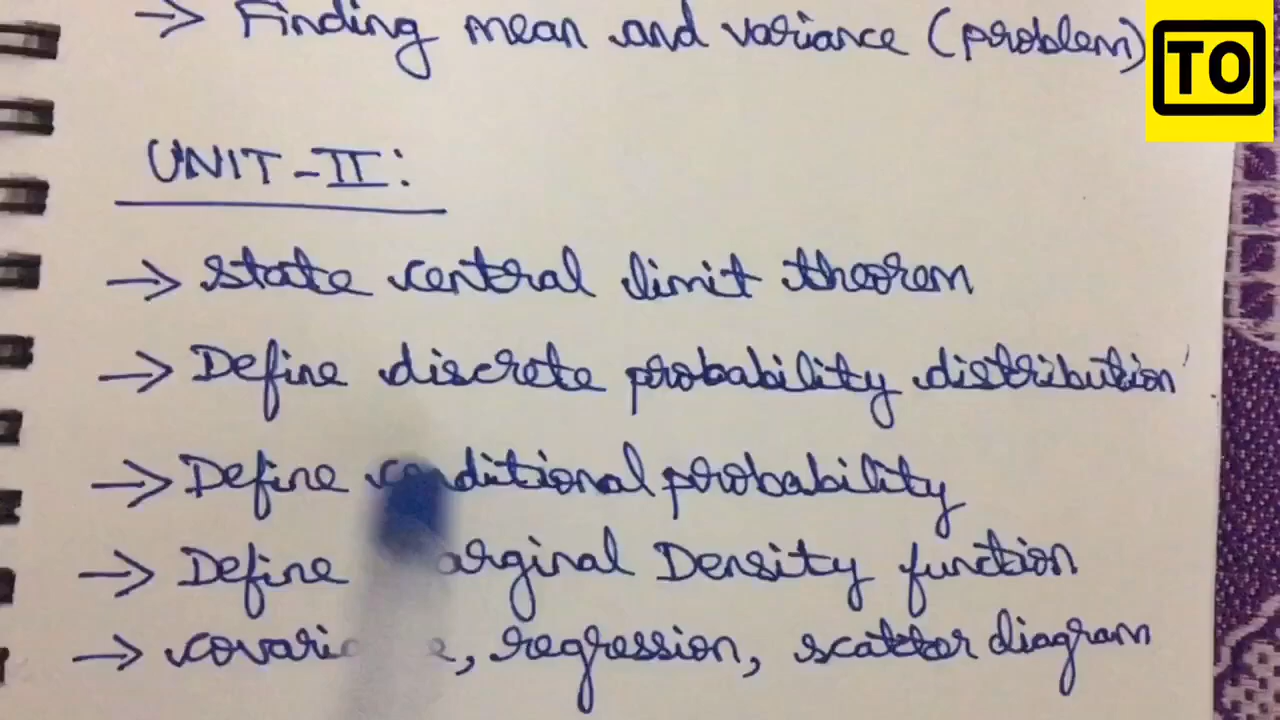 → Finding mean and variance (problem)
TO
UNIT-II:
→ state central limit theorem
→ Define discrete probability distribution
→ Define conditional probability
→ Define arginal Density function
→ covari e, regression, scatter diagram